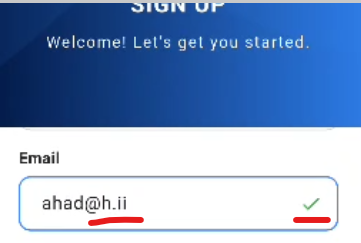 SIGN UP
Welcome! Let's get you started.
Email
ahad@h.ii